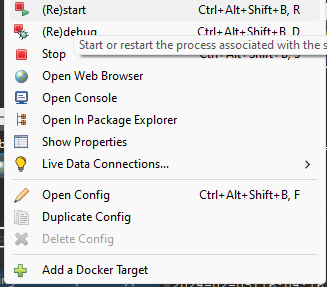 (Re)start Ctrl+Alt+Shift+B, R
(Re)debug Ctrl+Alt+Shift+B, D
Start or restart the process associated with the s
Stop Ctrl+Alt+Shift+B, S
Open Web Browser
Open Console
Open In Package Explorer
Show Properties
Live Data Connections...
Open Config Ctrl+Alt+Shift+B, F
Duplicate Config
Delete Config
Add a Docker Target